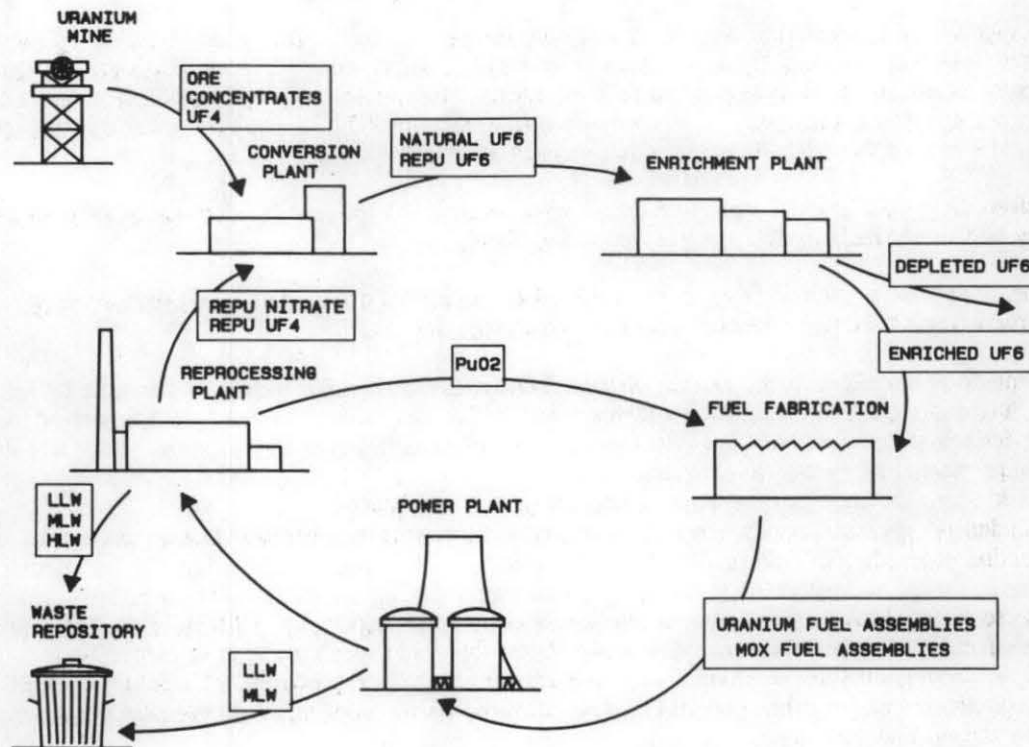 URANIUM
MINE
ORE
CONCENTRATES
UF4
CONVERSION
PLANT
NATURAL UF6
REPU UF6
ENRICHMENT PLANT
DEPLETED UF6
ENRICHED UF6
REPU NITRATE
REPU UF4
REPROCESSING
PLANT
PuO2
FUEL FABRICATION
LLW
MLW
HLW
POWER PLANT
WASTE
REPOSITORY
LLW
MLW
URANIUM FUEL ASSEMBLIES
MOX FUEL ASSEMBLIES